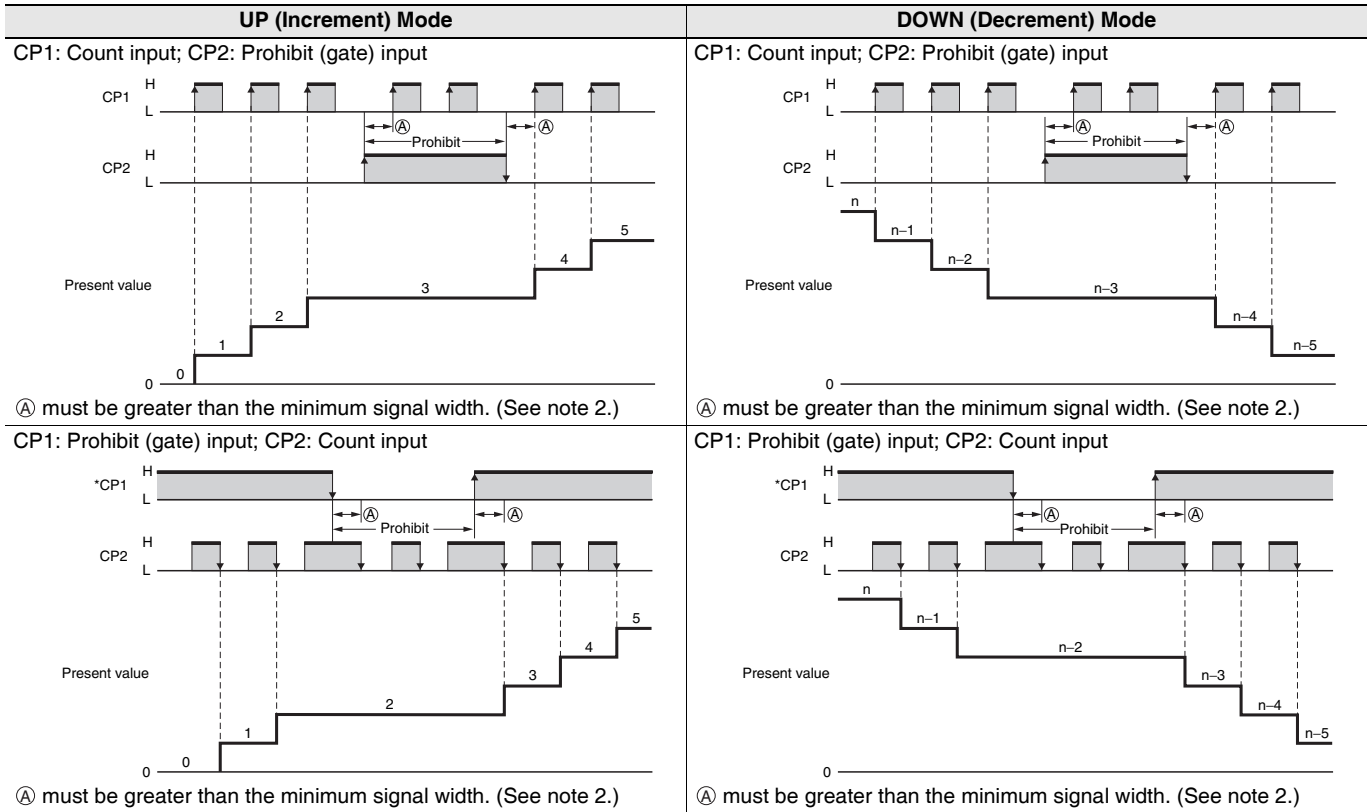 UP (Increment) Mode
DOWN (Decrement) Mode
CP1: Count input; CP2: Prohibit (gate) input
H
CP1
L
Ⓐ
Ⓐ
Prohibit
H
CP2
L
5
4
3
Present value
2
1
0
0
Ⓐ must be greater than the minimum signal width. (See note 2.)
CP1: Count input; CP2: Prohibit (gate) input
H
CP1
L
Ⓐ
Ⓐ
Prohibit
H
CP2
L
n
n–1
n–2
Present value
n–3
n–4
n–5
0
Ⓐ must be greater than the minimum signal width. (See note 2.)
CP1: Prohibit (gate) input; CP2: Count input
H
*CP1
L
Ⓐ
Ⓐ
Prohibit
H
CP2
L
5
4
Present value
3
2
1
0
0
Ⓐ must be greater than the minimum signal width. (See note 2.)
CP1: Prohibit (gate) input; CP2: Count input
H
*CP1
L
Ⓐ
Ⓐ
Prohibit
H
CP2
L
n
n–1
n–2
Present value
n–3
n–4
n–5
0
Ⓐ must be greater than the minimum signal width. (See note 2.)